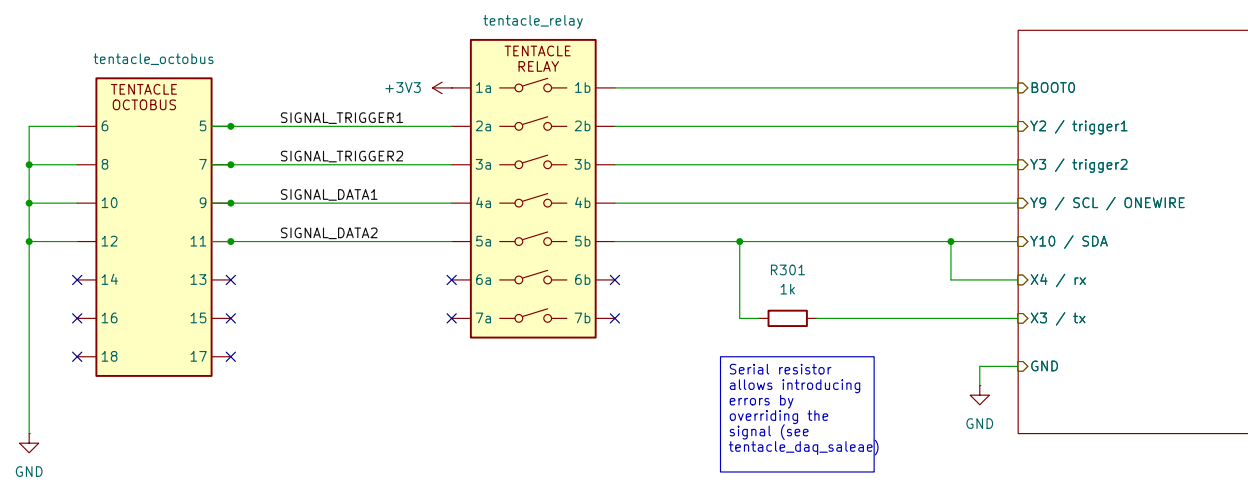 tentacle_octobus
TENTACLE
OCTOBUS
6
5
8
7
10
9
12
11
14
13
16
15
18
17
GND
SIGNAL_TRIGGER1
SIGNAL_TRIGGER2
SIGNAL_DATA1
SIGNAL_DATA2
tentacle_relay
TENTACLE
RELAY
+3V3
1a
1b
2a
2b
3a
3b
4a
4b
5a
5b
6a
6b
7a
7b
R301
1k
Serial resistor
allows introducing
errors by
overriding the
signal (see
tentacle_daq_saleae)
BOOT0
Y2 / trigger1
Y3 / trigger2
Y9 / SCL / ONEWIRE
Y10 / SDA
X4 / rx
X3 / tx
GND
GND